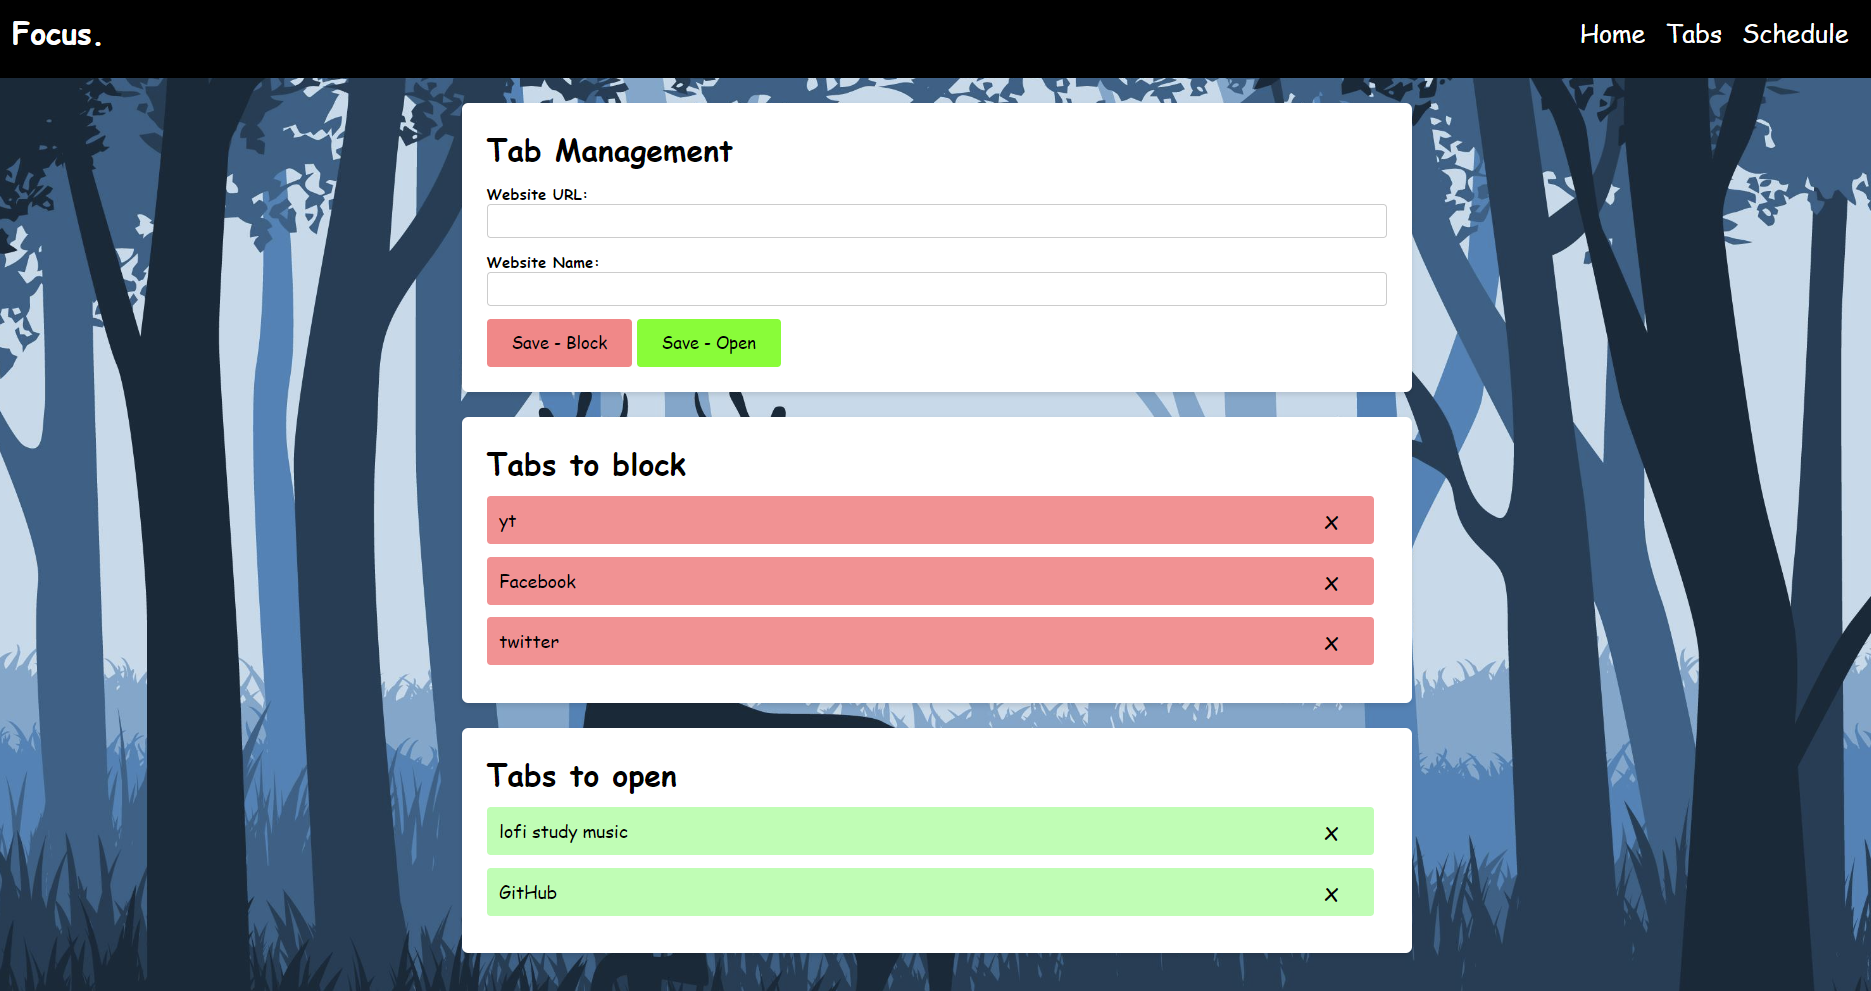 Focus.
Home Tabs Schedule
Tab Management
Website URL:
Website Name:
Save - Block Save - Open
Tabs to block
yt X
Facebook X
twitter X
Tabs to open
lofi study music X
GitHub X